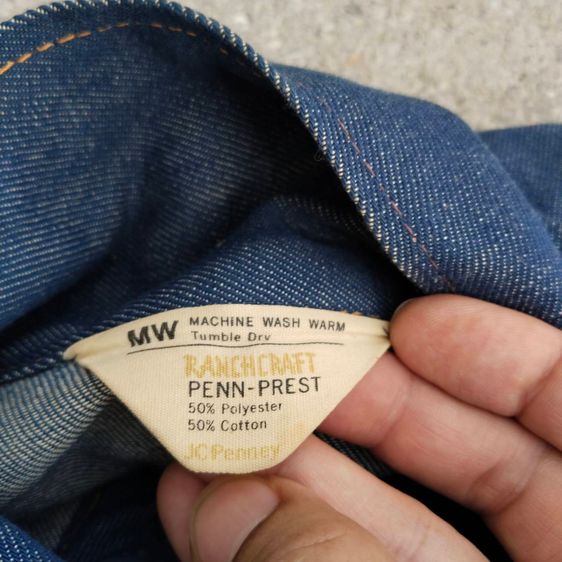 MW MACHINE WASH WARM
Tumble Dry
RANCHCRAFT
PENN-PREST
50% Polyester
50% Cotton
JCPenney